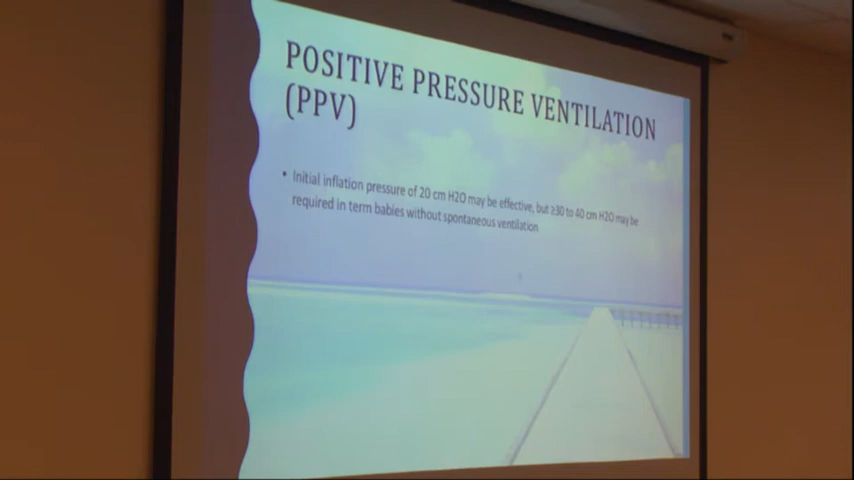 POSITIVE PRESSURE VENTILATION
(PPV)
• Initial inflation pressure of 20 cm H2O may be effective, but ≥30 to 40 cm H2O may be
required in term babies without spontaneous ventilation